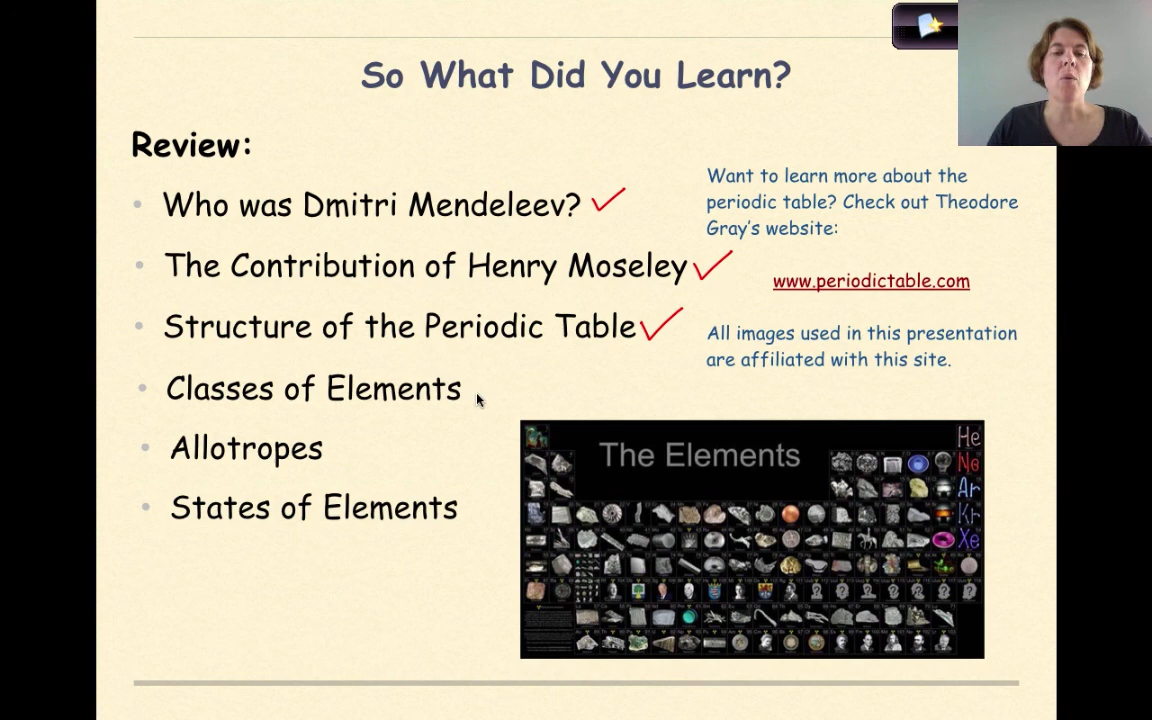 So What Did You Learn?
Review:
• Who was Dmitri Mendeleev?
• The Contribution of Henry Moseley
• Structure of the Periodic Table
• Classes of Elements
• Allotropes
• States of Elements
Want to learn more about the
periodic table? Check out Theodore
Gray's website:
www.periodictable.com
All images used in this presentation
are affiliated with this site.
The Elements
He
Ne
Ar
Kr
Xe